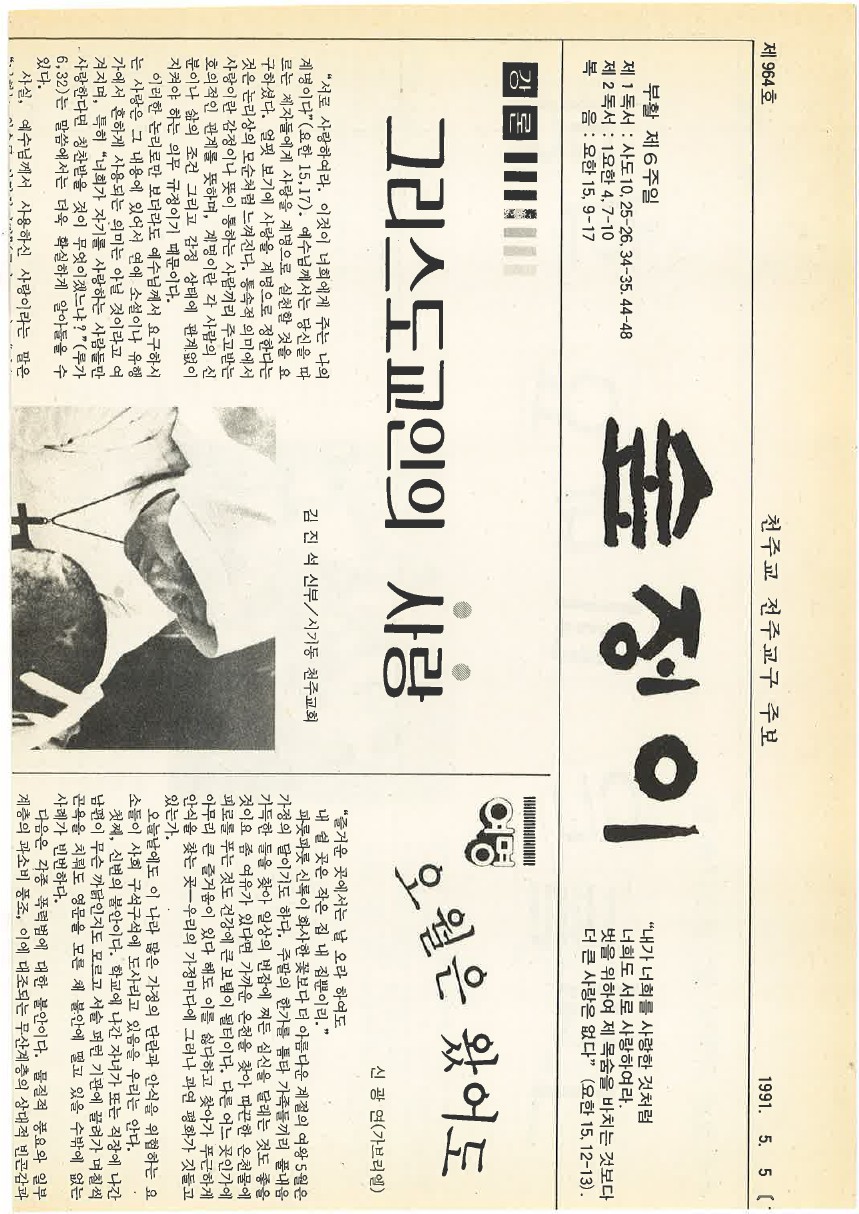 제 964호
천주교 전주교구 주보
1991. 5. 5 (
부활 제6주일
제 1독서 : 사도 10, 25-26. 34-35. 44-48
제 2독서 : 1요한 4, 7-10
복 음 : 요한 15, 9-17
숲정이
“내가 너희를 사랑한 것처럼
너희도 서로 사랑하여라.
벗을 위하여 제 목숨을 바치는 것보다
더 큰 사랑은 없다” (요한 15, 12-13).
강론
그리스도교인의 사랑
김 진 석 신부／시기동 천주교회
“서로 사랑하여라. 이것이 너희에게 주는 나의
계명이다”(요한 15, 17). 예수님께서는 당신을 따
르는 제자들에게 사랑을 계명으로 실천할 것을 요
구하셨다. 얼핏 보기에 사랑을 계명으로 정한다는
것은 논리상의 모순처럼 느껴진다. 통속적 의미에서
사랑이란 감정이나 뜻이 통하는 사람끼리 주고받는
호의적인 관계를 뜻하며, 계명이란 각 사람의 신
분이나 삶의 조건 그리고 감정 상태에 관계없이
지켜야 하는 의무 규정이기 때문이다.
이러한 논리로만 보더라도 예수님께서 요구하시
는 사랑은 그 내용에 있어서 연애 소설이나 유행
가에서 흔하게 사용되는 의미는 아닐 것이라고 여
겨지며, 특히 “너희가 자기를 사랑하는 사람들만
사랑하다면 칭찬받을 것이 무엇이겠느냐？”(루가
6, 32)는 말씀에서는 더욱 확실하게 알아들을 수
있다.
사실, 예수님께서 사용하신 사랑이라는 말은
여명
오월은 왔어도
신 광 연(가브리엘)
“즐거운 곳에서는 날 오라 하여도
내 쉴 곳은 작은 집 내 집뿐이리.”
파릇파릇 신록이 화사한 꽃보다 더 아름다운 계절의 여왕 5월은
가정의 달이기도 하다. 주말의 한가를 틈타 가족들끼리 풀내음
가득한 들을 찾아 일상의 번잡에 찌든 심신을 달래는 것도 좋을
것이요 좀 여유가 있다면 가까운 온천을 찾아 따끈한 온천물에
피로를 푸는 것도 건강에 큰 보탬이 될터이다. 다른 어느 곳인가에
아무리 큰 즐거움이 있다 해도 이를 싫다하고 찾아가 푸근하게
안식을 찾는 곳—우리의 가정마다에 그러나 과연 평화가 깃들고
있는가.
오늘날에도 이 나라 많은 가정의 단란과 안식을 위협하는 요
소들이 사회 구석구석에 도사리고 있음을 우리는 안다.
첫째, 신변의 불안이다. 학교에 나간 자녀가 또는 직장에 나간
남편이 무슨 까닭인지도 모르고 서슬 퍼런 기관에 끌려가 며칠씩
곤욕을 치뤄도 영문을 모른 채 불안에 떨고 있을 수밖에 없는
사례가 빈번하다.
다음은 각종 폭력범에 대한 불안이다. 물질적 풍요와 일부
계층의 과소비 풍조, 이에 대조되는 무산계층의 상대적 빈곤감과